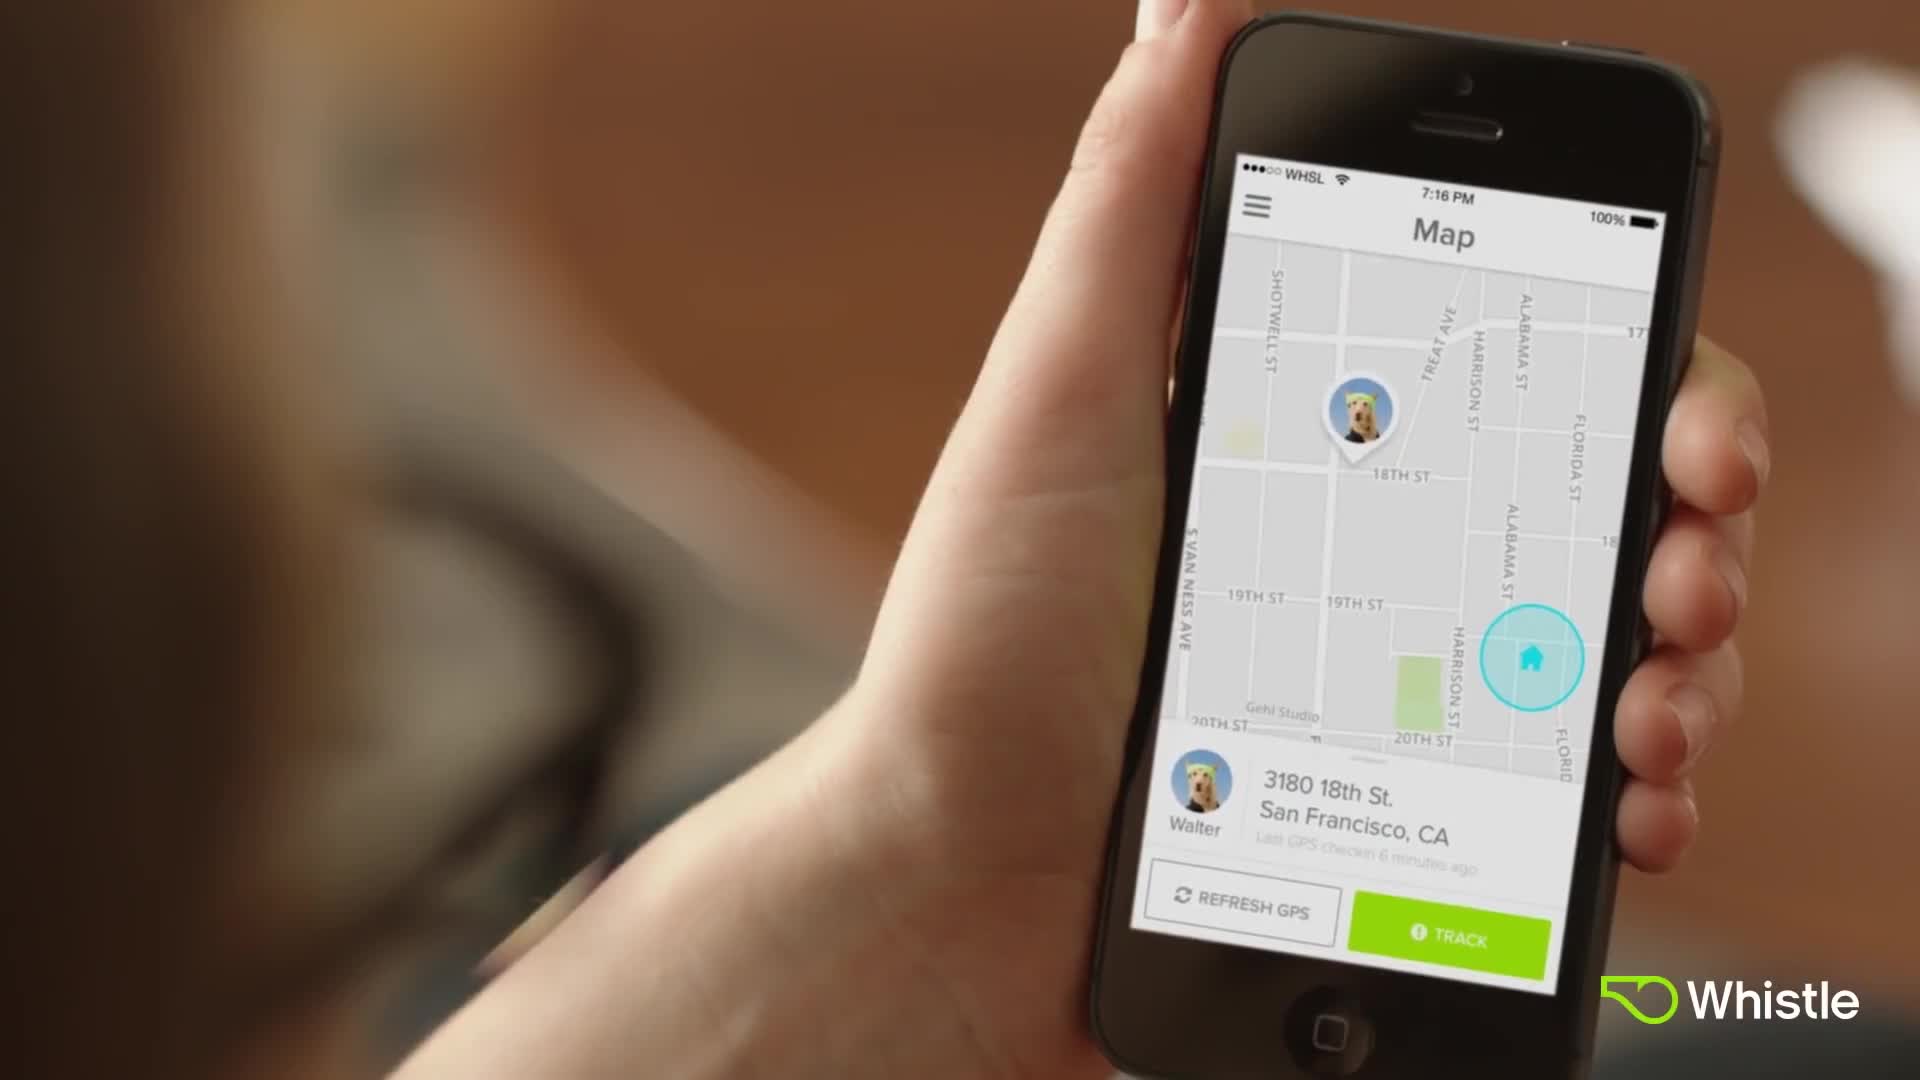 WHSL
7:16 PM
100%
Map
SHOTWELL ST
TREAT AVE
HARRISON ST
ALABAMA ST
17
FLORIDA ST
18TH ST
18
S VAN NESS AVE
ALABAMA ST
19TH ST
19TH ST
HARRISON ST
Gehl Studio
20TH ST
20TH ST
FLORID
Walter
3180 18th St.
San Francisco, CA
Last GPS checkin 6 minutes ago
REFRESH GPS
TRACK
Whistle